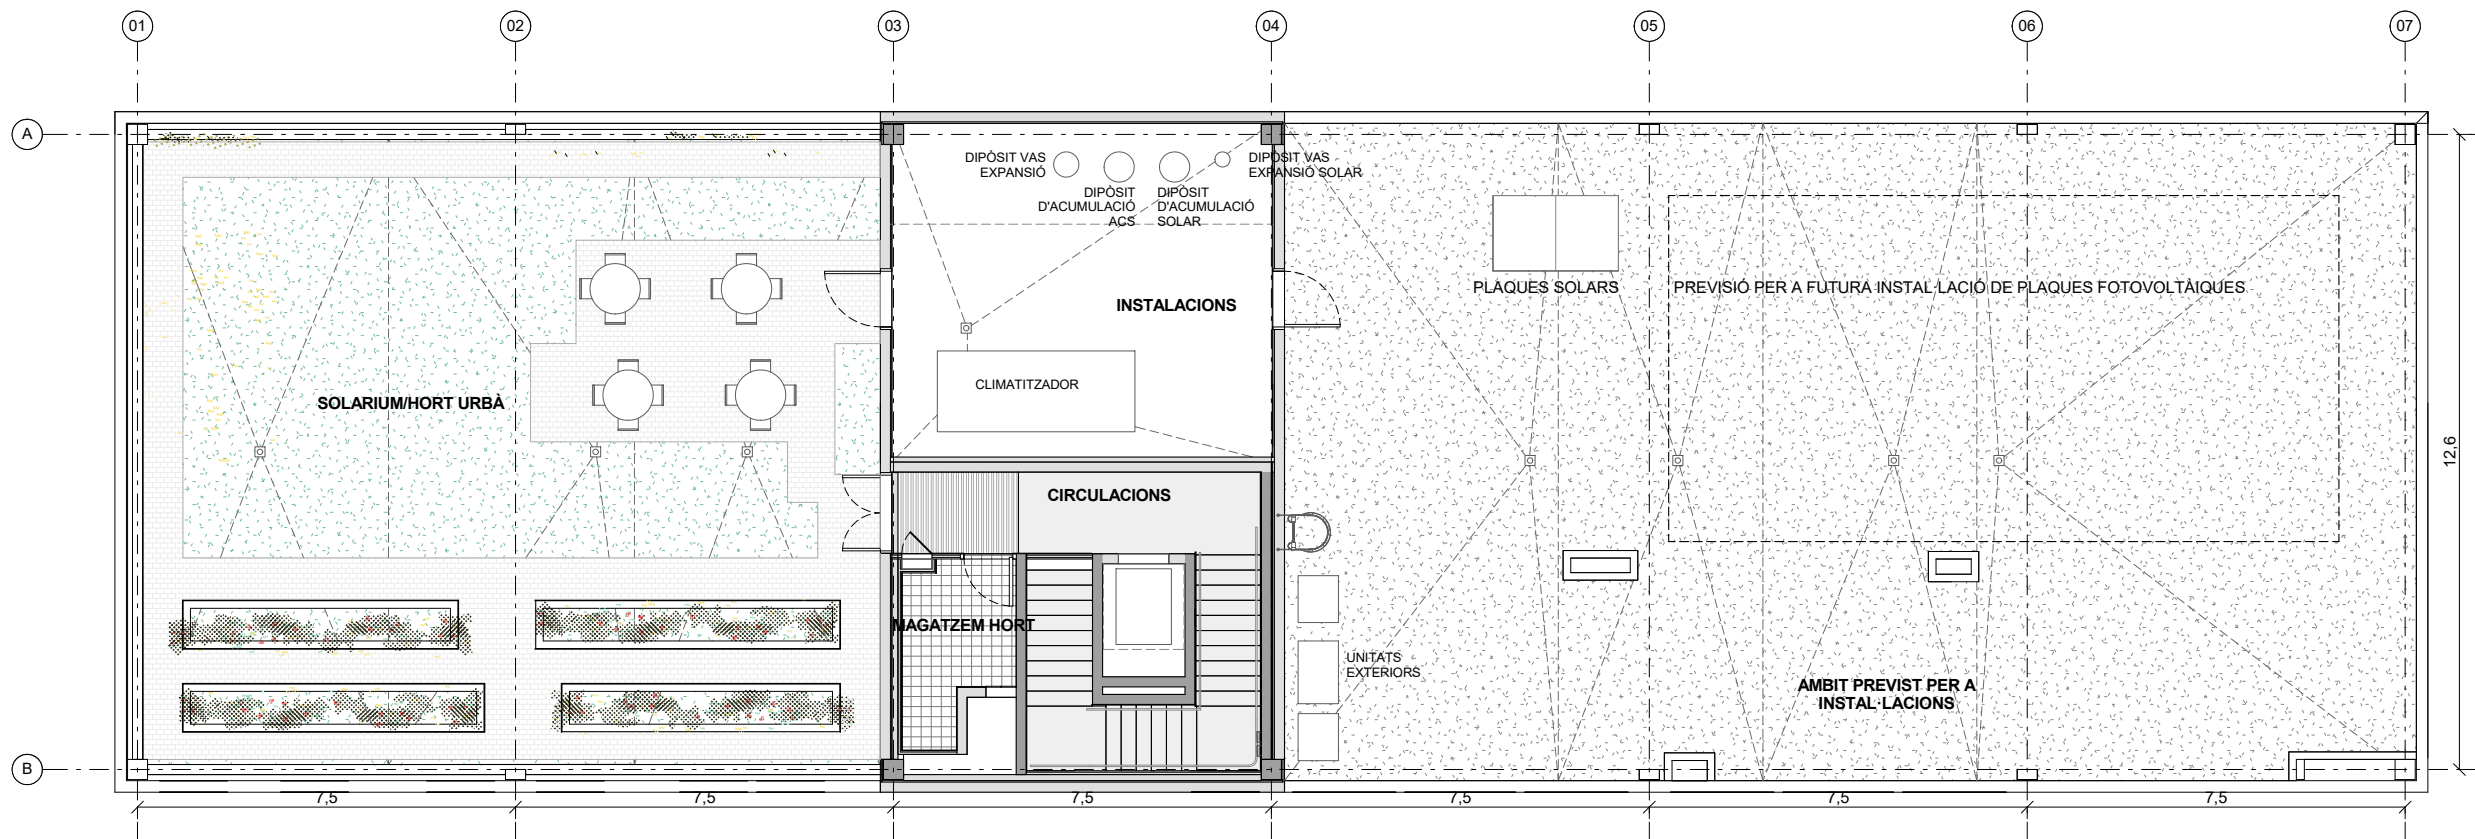 01
02
03
04
05
06
07
A
DIPÒSIT VAS
EXPANSIÓ
DIPÒSIT
D'ACUMULACIÓ
ACS
DIPÒSIT
D'ACUMULACIÓ
SOLAR
DIPÒSIT VAS
EXPANSIÓ SOLAR
PLAQUES SOLARS
PREVISIÓ PER A FUTURA INSTAL·LACIÓ DE PLAQUES FOTOVOLTÀIQUES
INSTALACIONS
CLIMATITZADOR
SOLARIUM/HORT URBÀ
12,6
CIRCULACIONS
MAGATZEM HORT
UNITATS
EXTERIORS
AMBIT PREVIST PER A
INSTAL·LACIONS
B
7,5
7,5
7,5
7,5
7,5
7,5